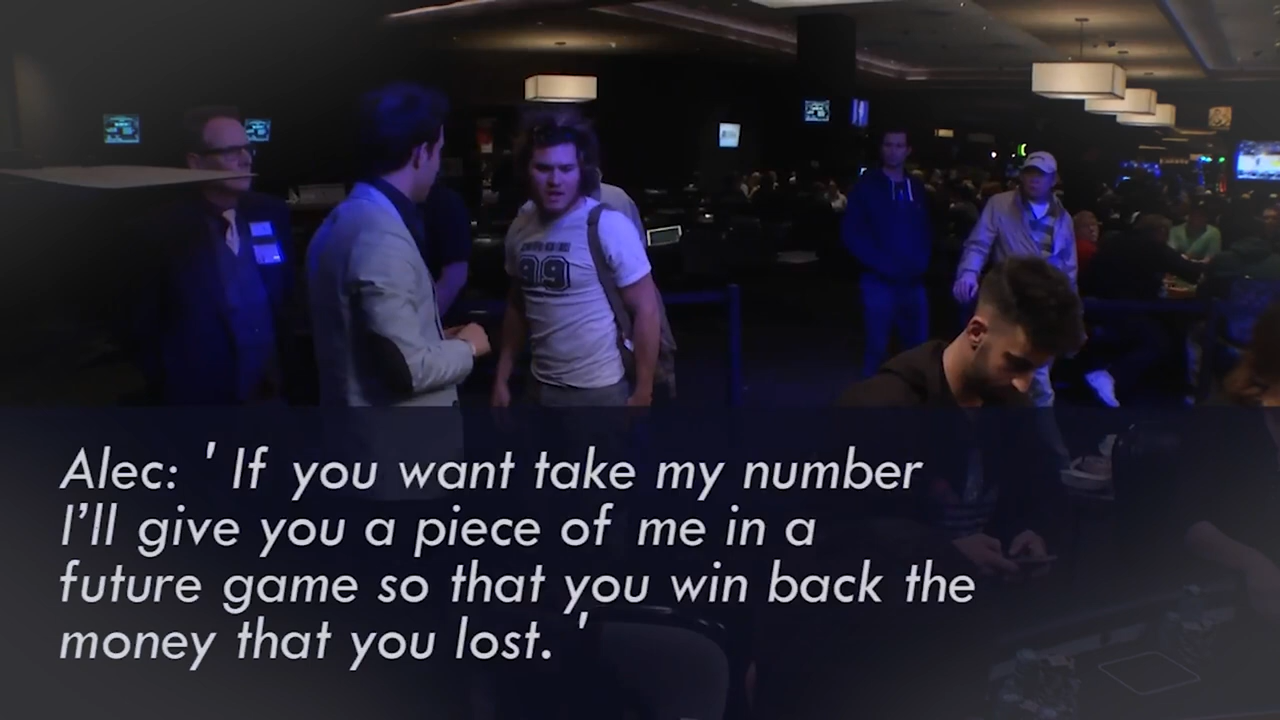 99
Alec: ' If you want take my number
I'll give you a piece of me in a
future game so that you win back the
money that you lost. '